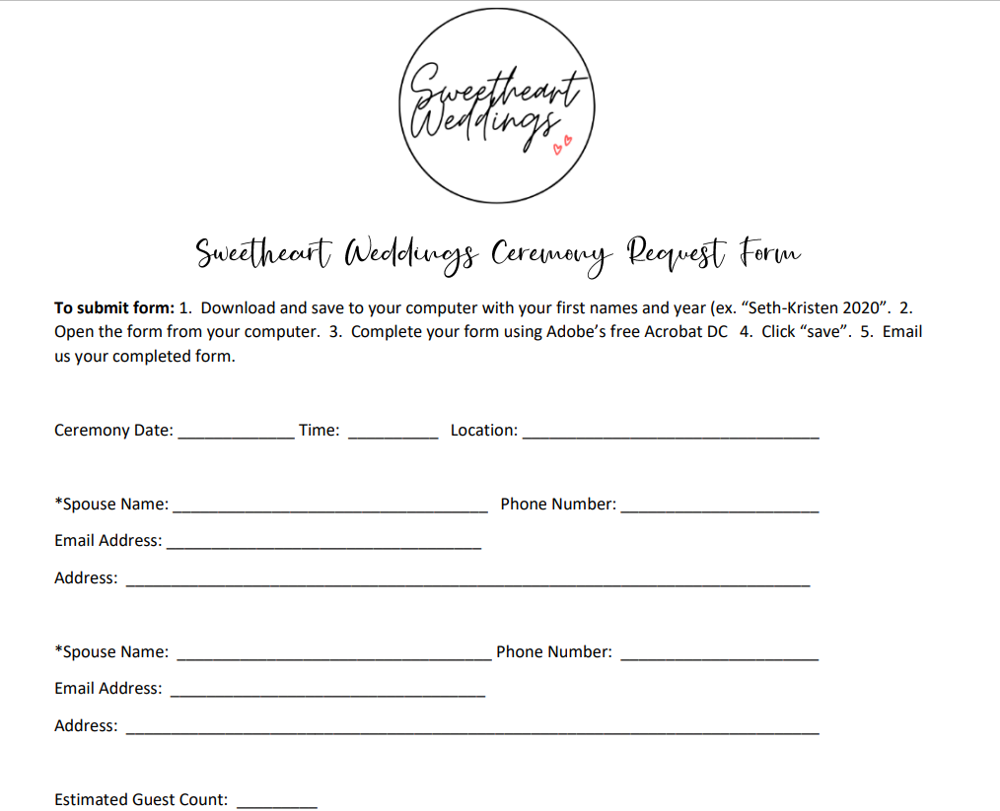 Sweetheart
Weddings
Sweetheart Weddings Ceremony Request Form
To submit form: 1. Download and save to your computer with your first names and year (ex. “Seth-Kristen 2020”. 2.
Open the form from your computer. 3. Complete your form using Adobe’s free Acrobat DC 4. Click “save”. 5. Email
us your completed form.
Ceremony Date: _____________ Time: __________ Location: _________________________________
*Spouse Name: ___________________________________ Phone Number: ______________________
Email Address: ___________________________________
Address: ____________________________________________________________________________
*Spouse Name: ___________________________________ Phone Number: ______________________
Email Address: ___________________________________
Address: _____________________________________________________________________________
Estimated Guest Count: _________